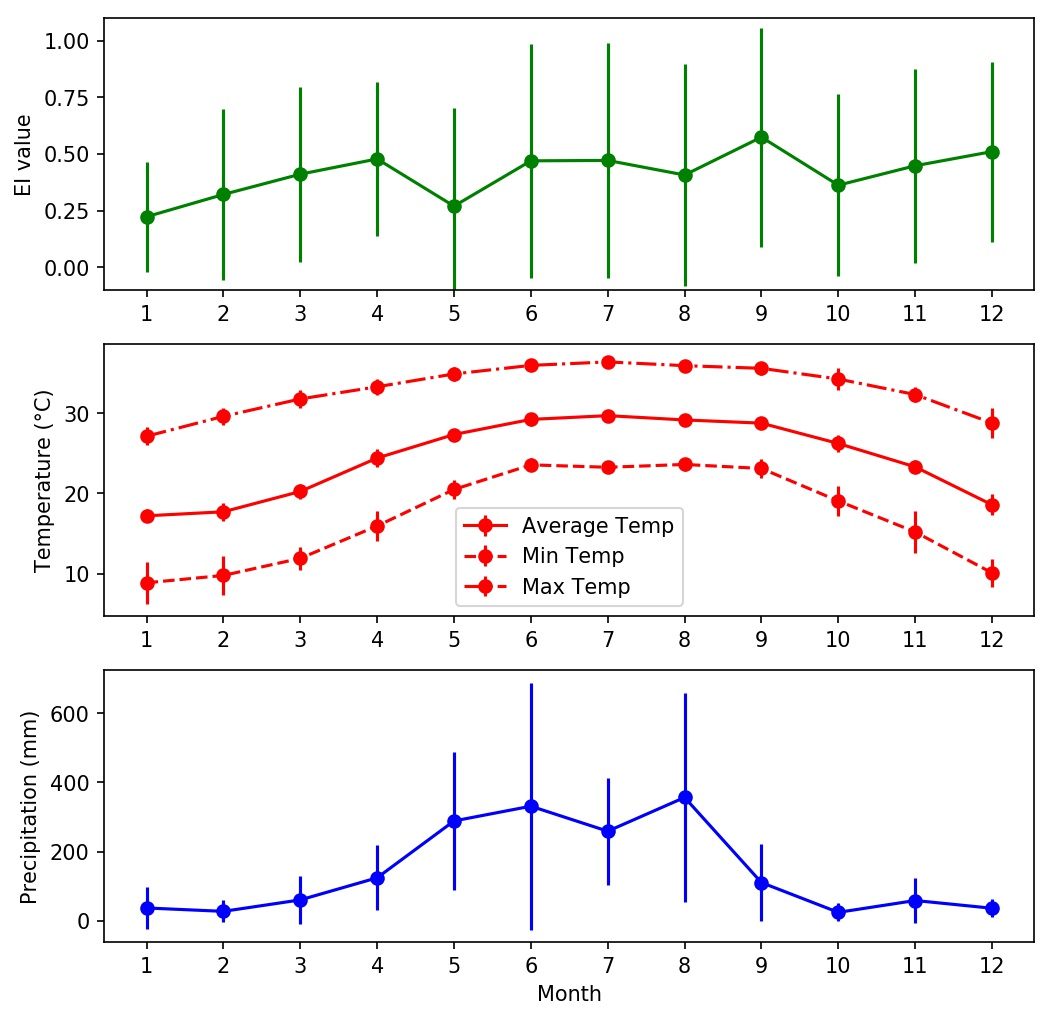 EI value
1.00
0.75
0.50
0.25
0.00
1 2 3 4 5 6 7 8 9 10 11 12
Temperature (°C)
30
20
10
Average Temp
Min Temp
Max Temp
1 2 3 4 5 6 7 8 9 10 11 12
Precipitation (mm)
600
400
200
0
1 2 3 4 5 6 7 8 9 10 11 12
Month